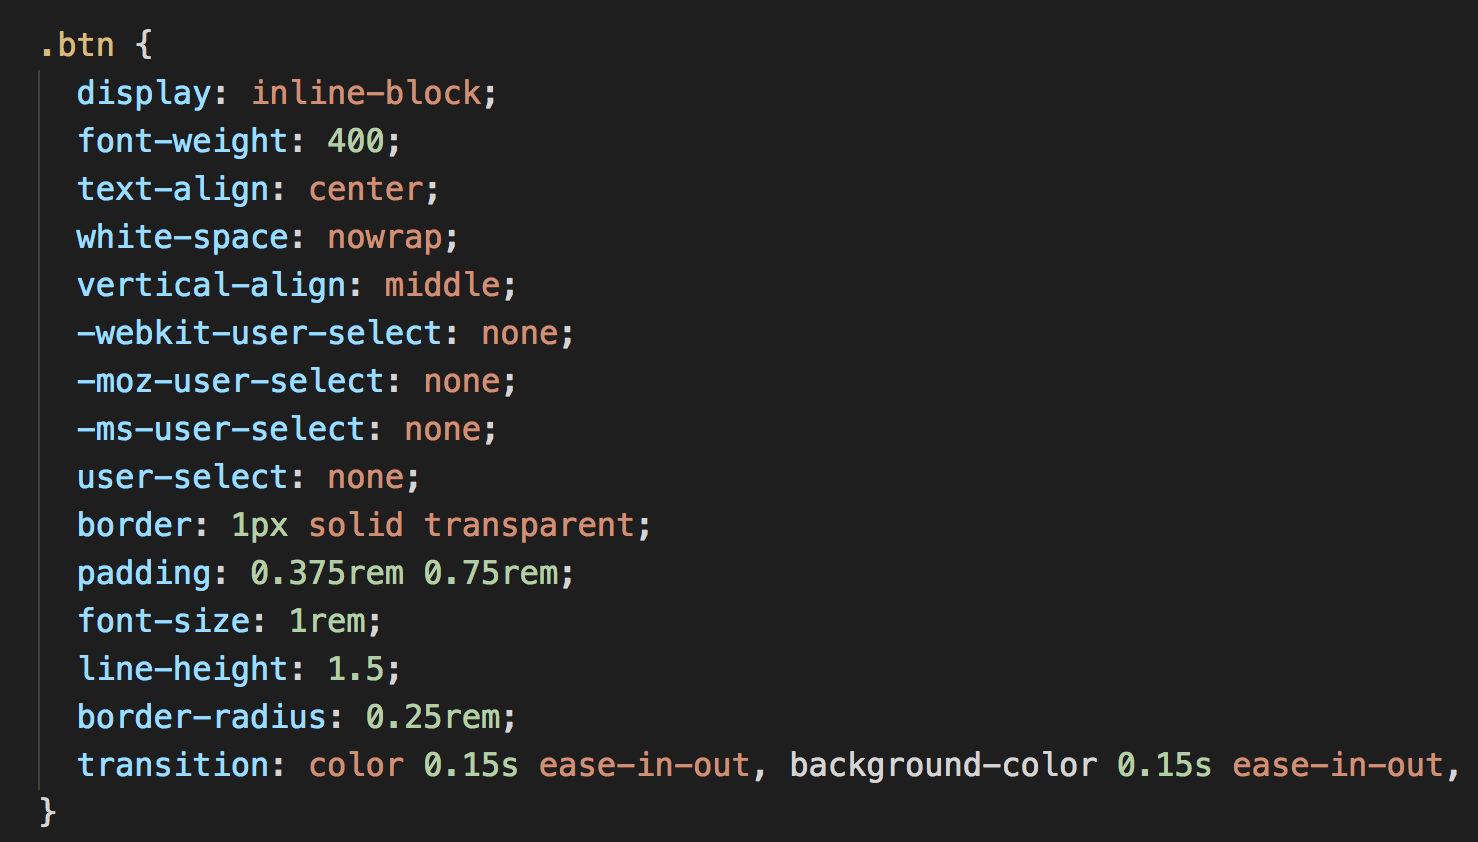 .btn {
  display: inline-block;
  font-weight: 400;
  text-align: center;
  white-space: nowrap;
  vertical-align: middle;
  -webkit-user-select: none;
  -moz-user-select: none;
  -ms-user-select: none;
  user-select: none;
  border: 1px solid transparent;
  padding: 0.375rem 0.75rem;
  font-size: 1rem;
  line-height: 1.5;
  border-radius: 0.25rem;
  transition: color 0.15s ease-in-out, background-color 0.15s ease-in-out,
}